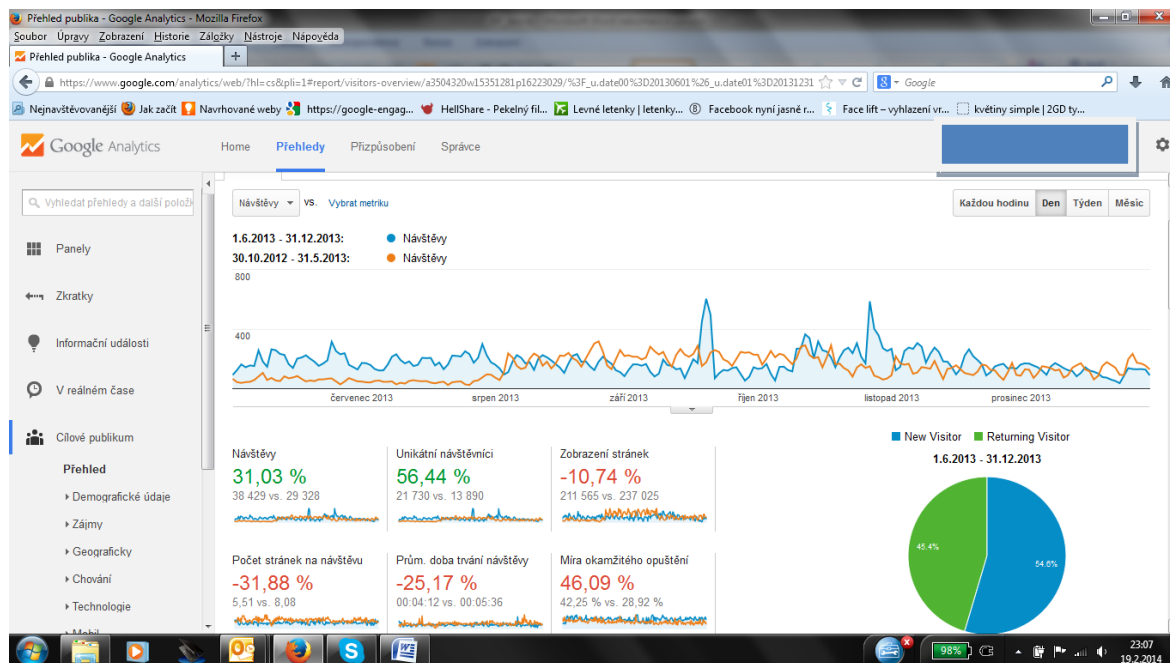 Přehled publika - Google Analytics - Mozilla Firefox
Soubor Úpravy Zobrazení Historie Záložky Nástroje Nápověda
Přehled publika - Google Analytics
https://www.google.com/analytics/web/?hl=cs&pli=1#report/visitors-overview/a3504320w15351281p16223029/%3F_u.date00%3D20130601%26_u.date01%3D20131231
Google
Nejnavštěvovanější Jak začít Navrhované weby https://google-engag... HellShare - Pekelný fil... Levné letenky | letenky... Facebook nyní jasně r... Face lift – vyhlazení vr... květiny simple | 2GD ty...
Google Analytics
Home Přehledy Přizpůsobení Správce
Vyhledat přehledy a další polož
Panely
Zkratky
Informační události
V reálném čase
Cílové publikum
Přehled
Demografické údaje
Zájmy
Geograficky
Chování
Technologie
Mobil
Návštěvy VS. Vybrat metriku
Každou hodinu Den Týden Měsíc
1.6.2013 - 31.12.2013: Návštěvy
30.10.2012 - 31.5.2013: Návštěvy
800
400
červenec 2013 srpen 2013 září 2013 říjen 2013 listopad 2013 prosinec 2013
Návštěvy
31,03 %
38 429 vs. 29 328
Unikátní návštěvníci
56,44 %
21 730 vs. 13 890
Zobrazení stránek
-10,74 %
211 565 vs. 237 025
Počet stránek na návštěvu
-31,88 %
5,51 vs. 8,08
Prům. doba trvání návštěvy
-25,17 %
00:04:12 vs. 00:05:36
Míra okamžitého opuštění
46,09 %
42,25 % vs. 28,92 %
New Visitor Returning Visitor
1.6.2013 - 31.12.2013
45.4%
54.6%
98%
23:07
19.2.2014